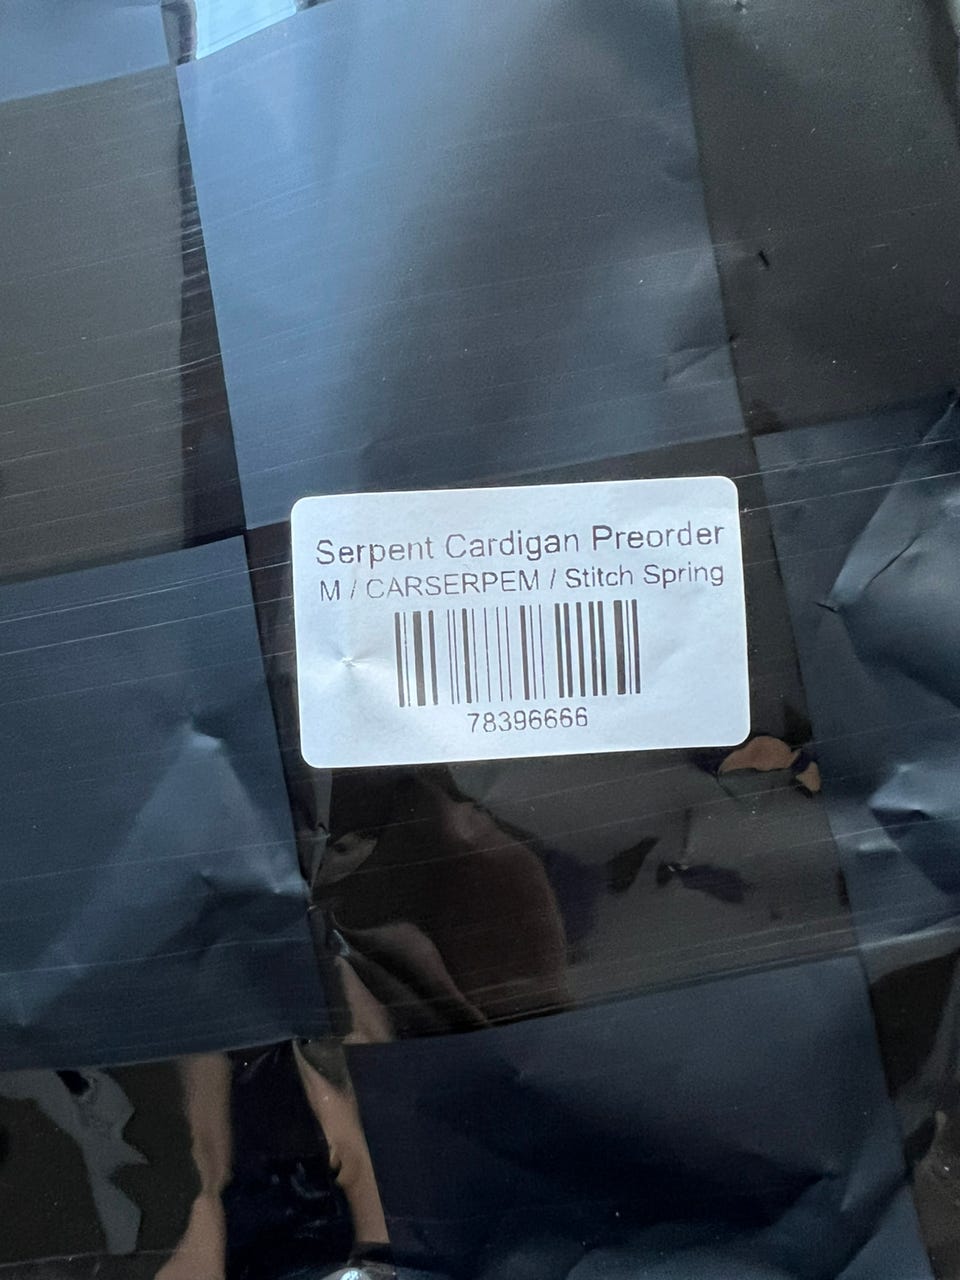 Serpent Cardigan Preorder
M / CARSERPEM / Stitch Spring
78396666